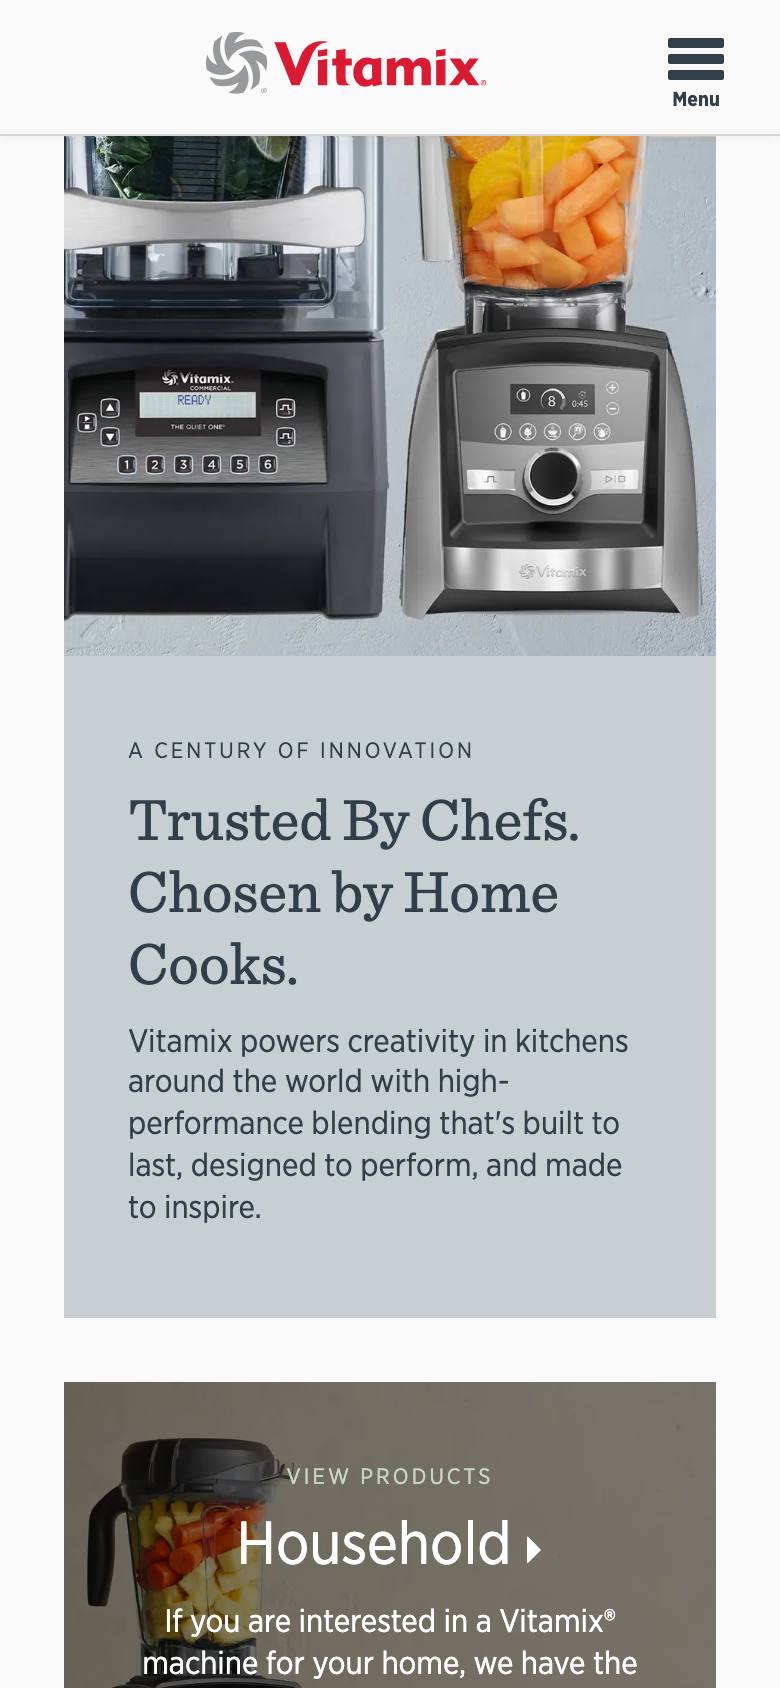 Vitamix
Menu
Vitamix
COMMERCIAL
READY
THE QUIET ONE®
1 2 3 4 5 6
8
0:45
Vitamix
A CENTURY OF INNOVATION
Trusted By Chefs.
Chosen by Home
Cooks.
Vitamix powers creativity in kitchens
around the world with high-
performance blending that's built to
last, designed to perform, and made
to inspire.
VIEW PRODUCTS
Household
If you are interested in a Vitamix®
machine for your home, we have the